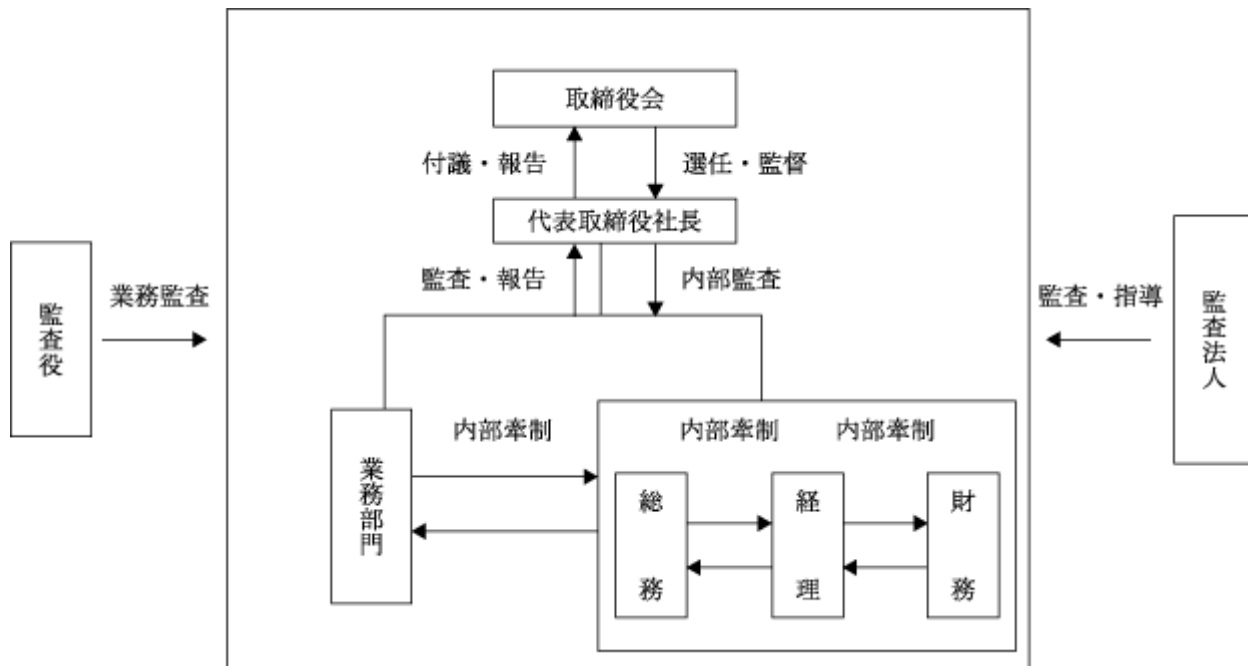 取締役会
付議・報告
選任・監督
代表取締役社長
監査・報告
内部監査
監査役
業務監査
監査・指導
監査法人
内部牽制
内部牽制
内部牽制
業務部門
総務
経理
財務